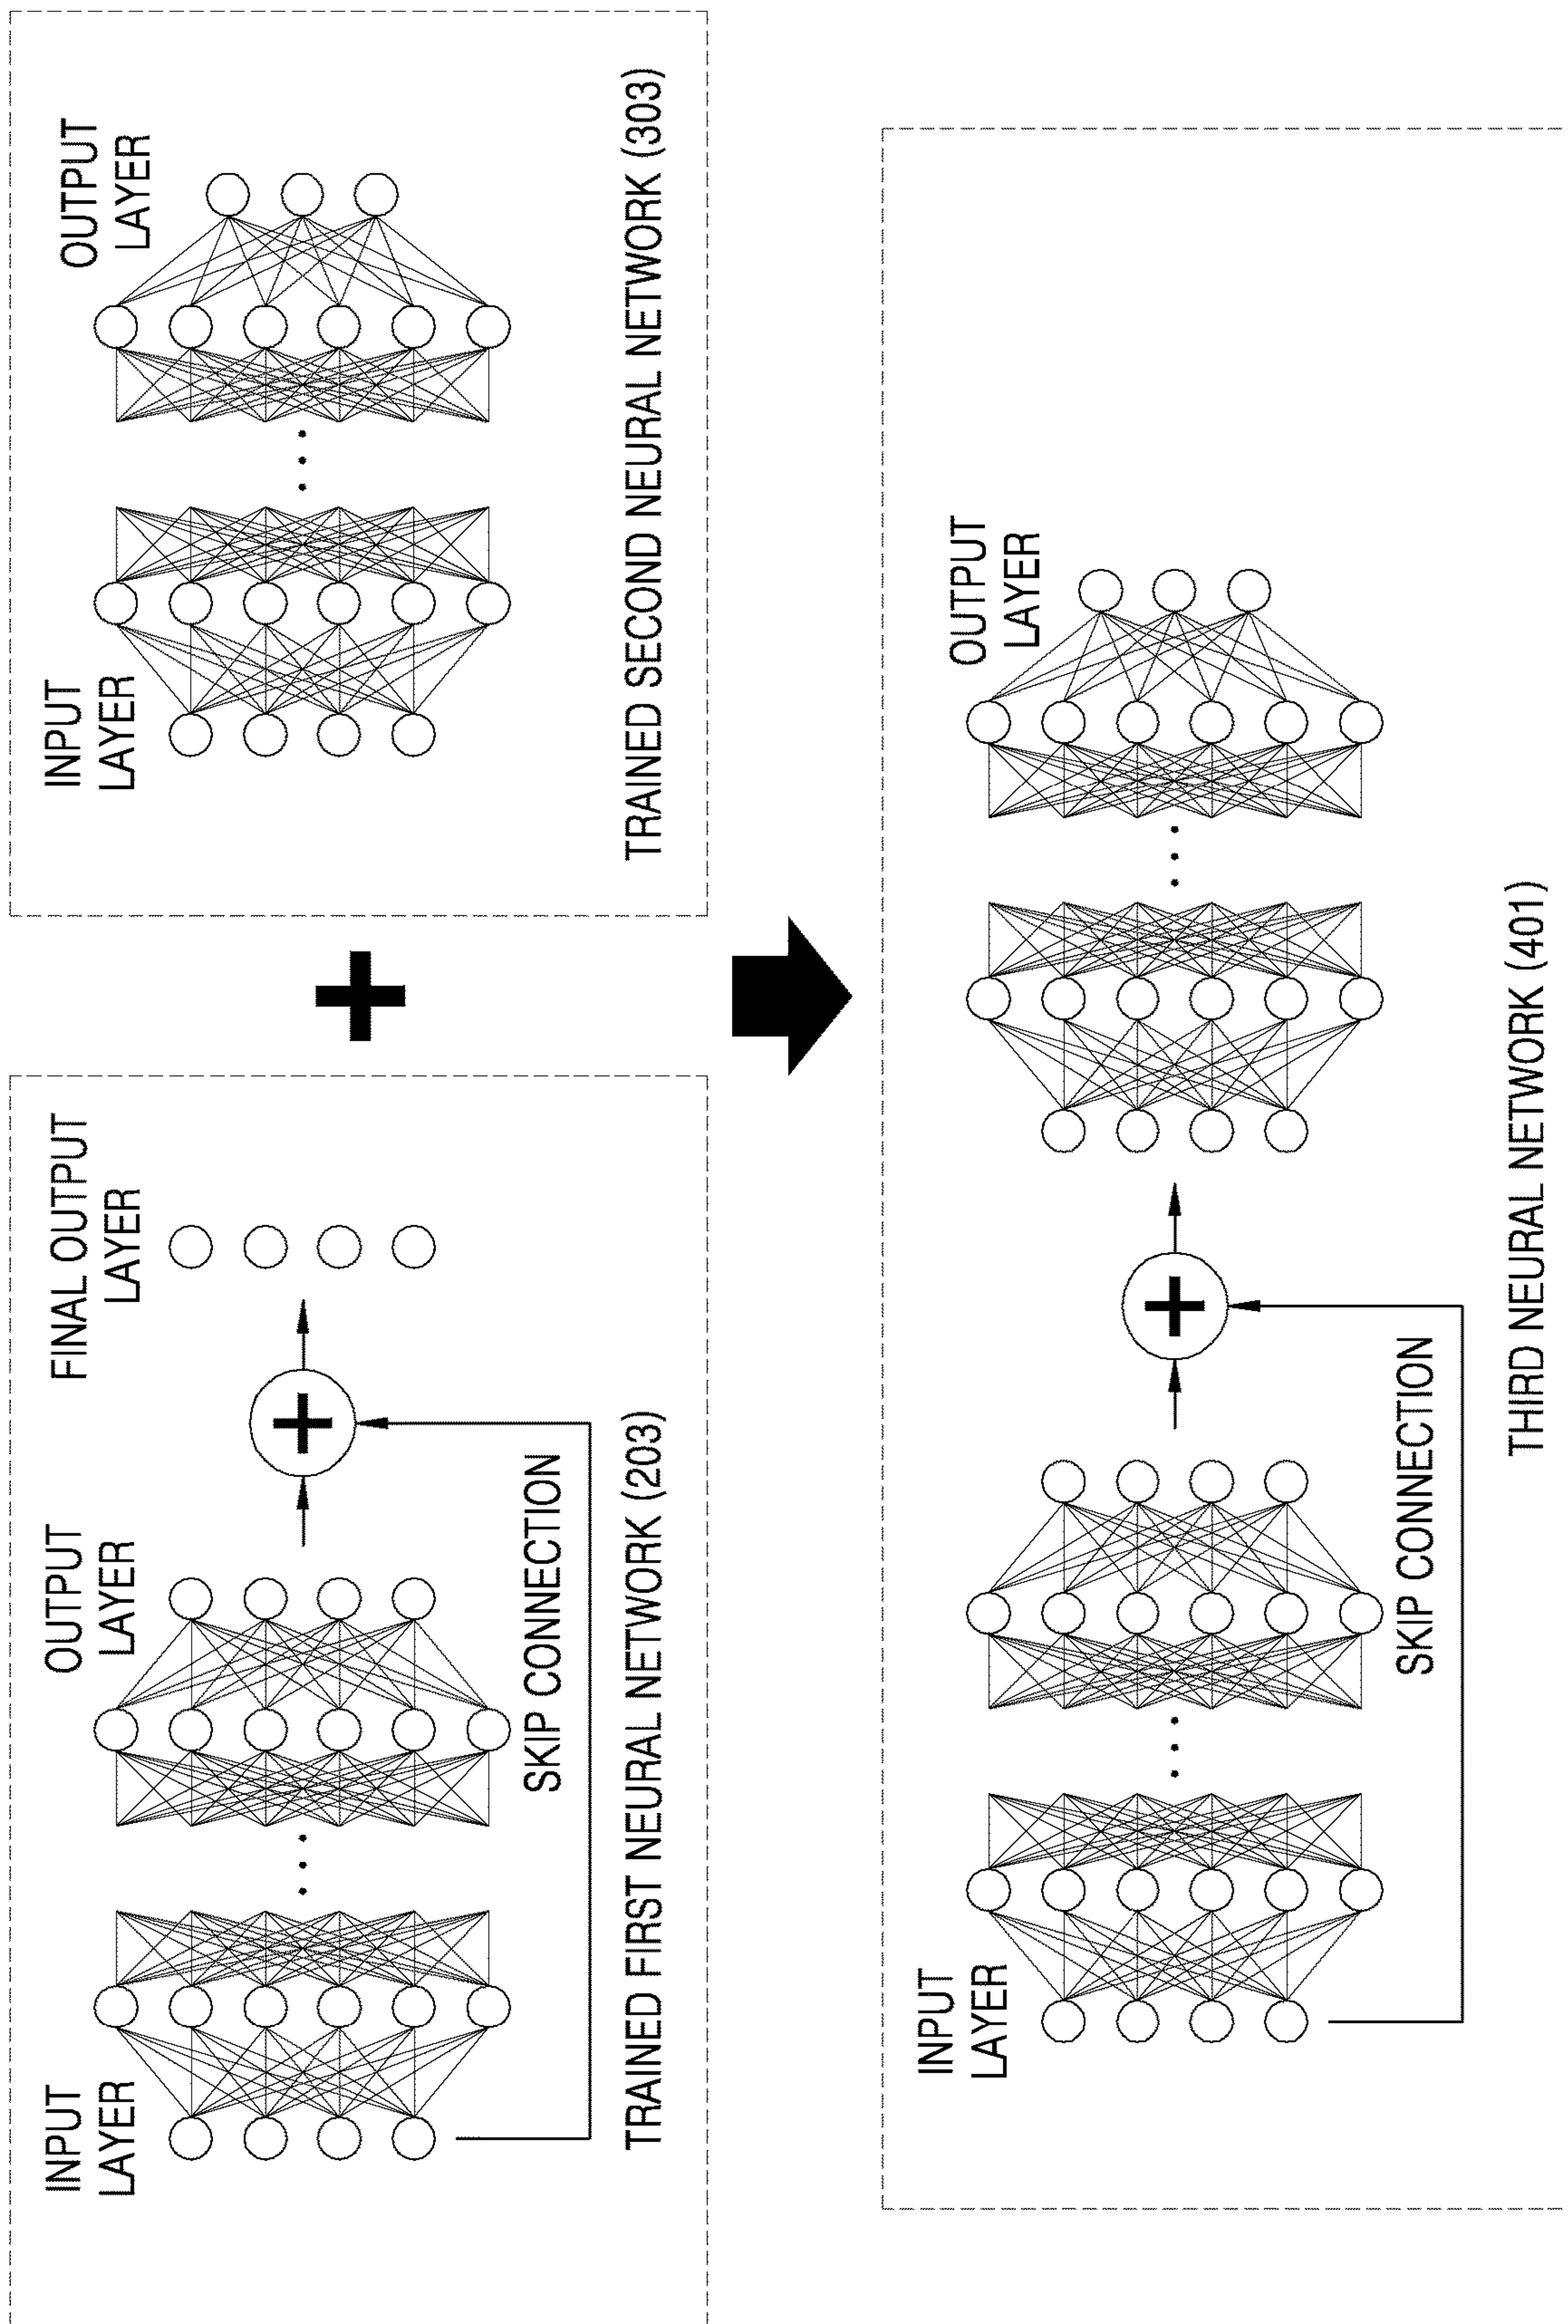 INPUT
LAYER
OUTPUT
LAYER
FINAL OUTPUT
LAYER
SKIP CONNECTION
TRAINED FIRST NEURAL NETWORK (203)
INPUT
LAYER
OUTPUT
LAYER
TRAINED SECOND NEURAL NETWORK (303)
INPUT
LAYER
OUTPUT
LAYER
SKIP CONNECTION
THIRD NEURAL NETWORK (401)